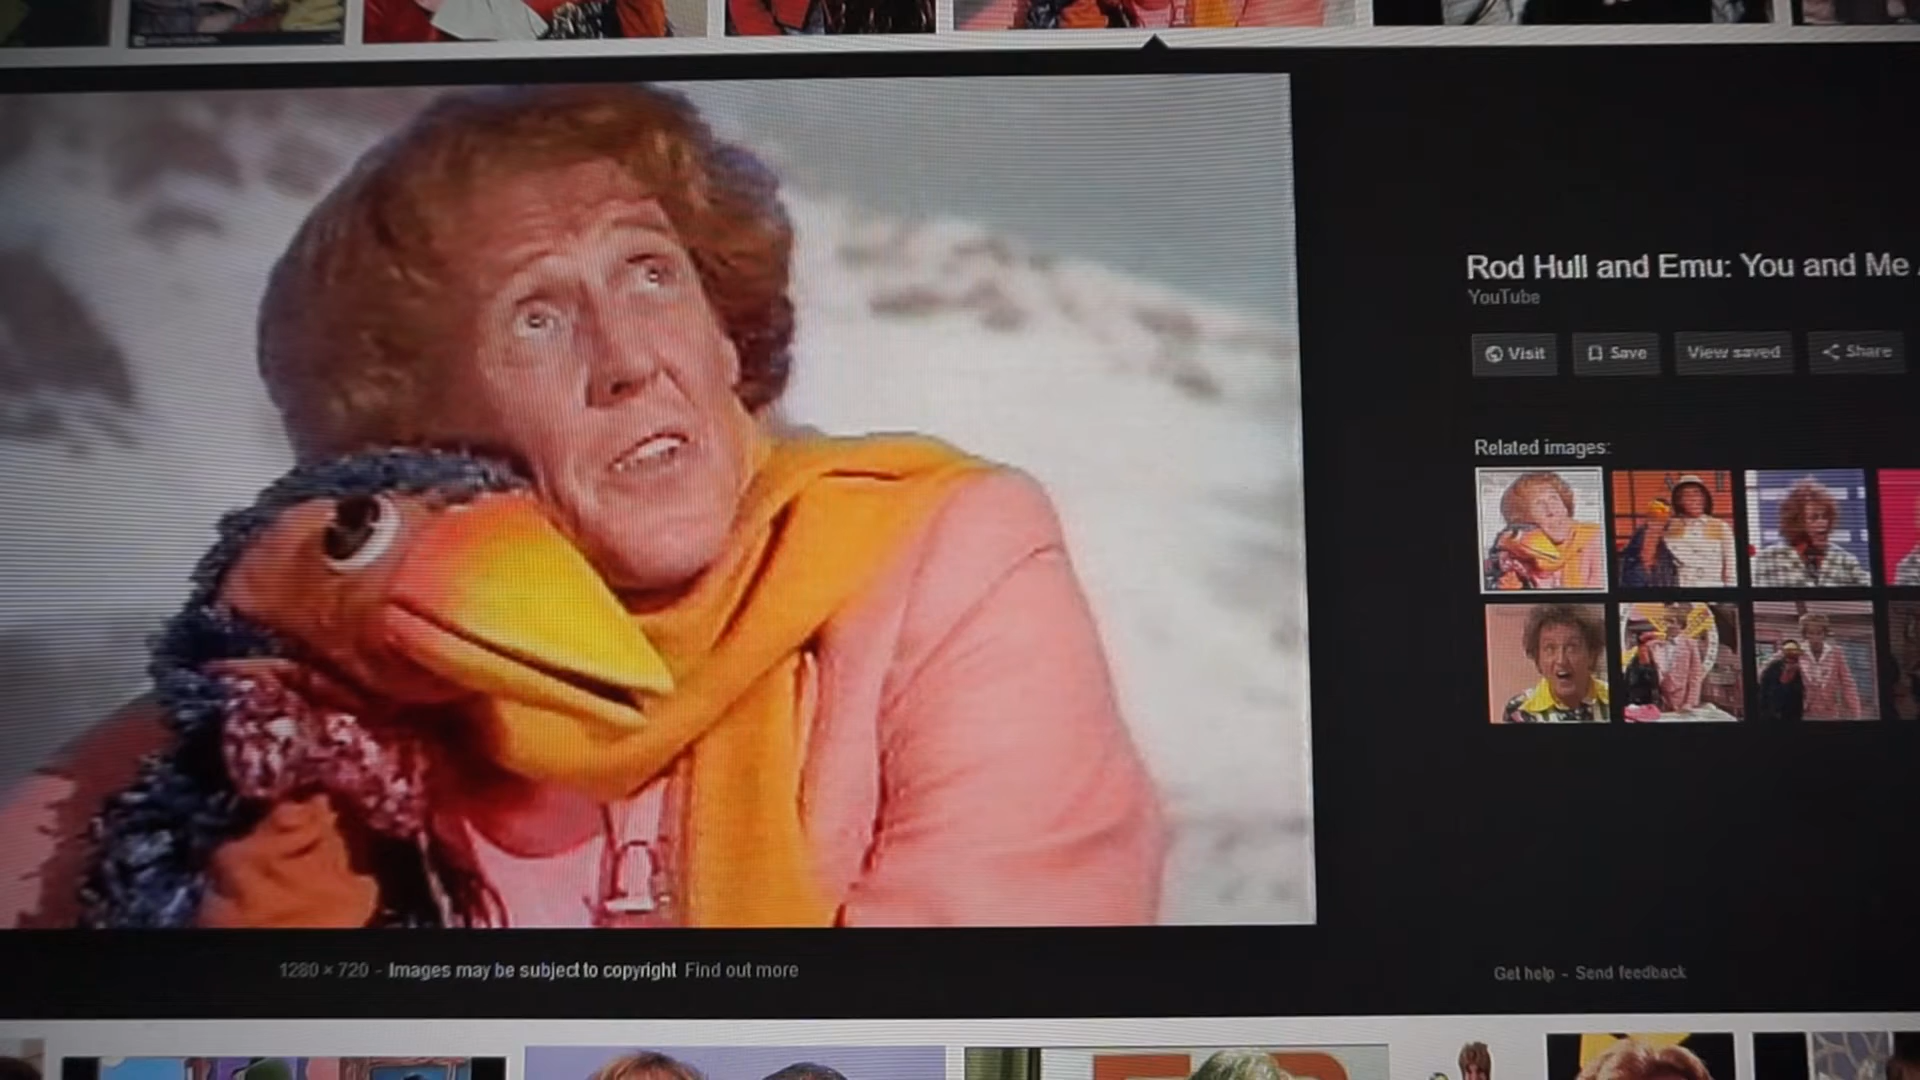 Rod Hull and Emu: You and Me
YouTube
Visit
Save
View saved
Share
Related images:
1280 × 720 - Images may be subject to copyright Find out more
Get help - Send feedback